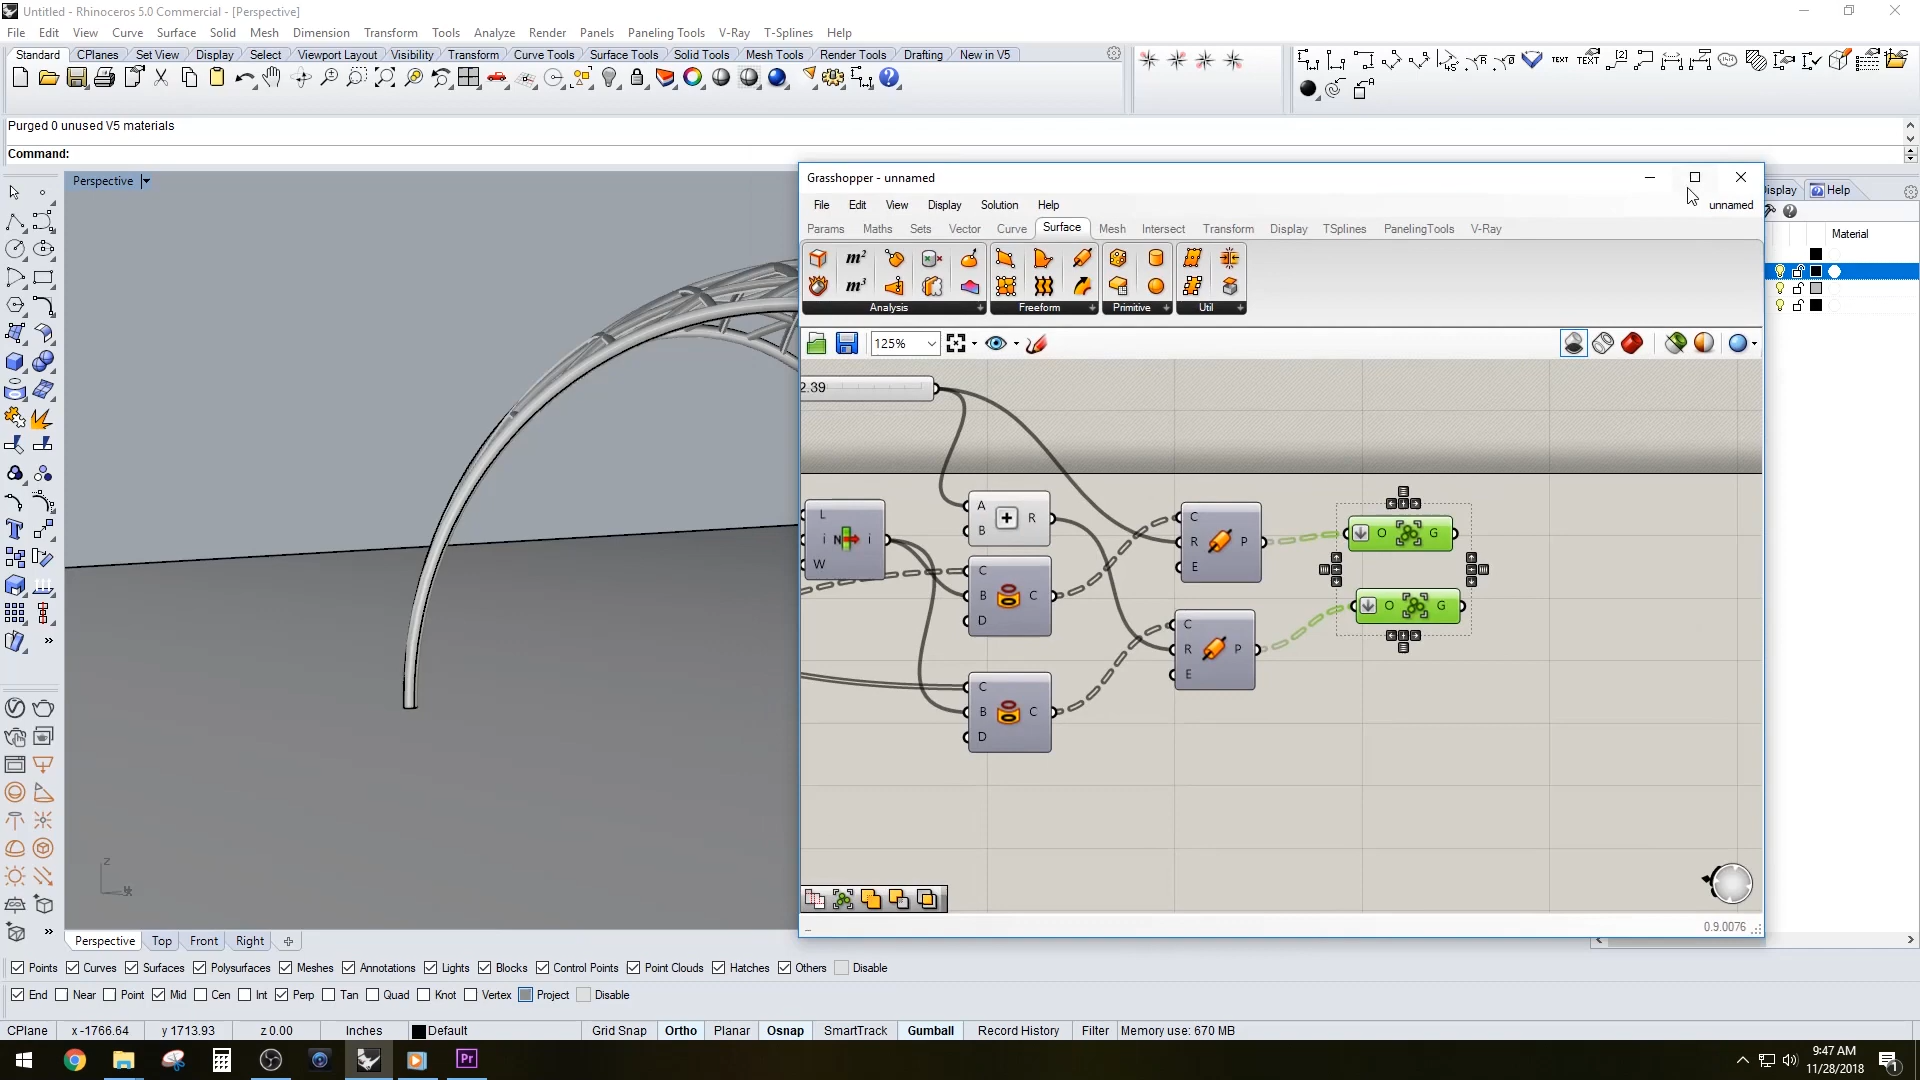 Untitled - Rhinoceros 5.0 Commercial - [Perspective]
File Edit View Curve Surface Solid Mesh Dimension Transform Tools Analyze Render Panels Paneling Tools V-Ray T-Splines Help
Standard CPlanes Set View Display Select Viewport Layout Visibility Transform Curve Tools Surface Tools Solid Tools Mesh Tools Render Tools Drafting New in V5
TEXT TEXT
Purged 0 unused V5 materials
Command:
Perspective
Grasshopper - unnamed
isplay Help
File Edit View Display Solution Help unnamed
Params Maths Sets Vector Curve Surface Mesh Intersect Transform Display TSplines PanelingTools V-Ray
Material
m² m³
Analysis Freeform Primitive Util
125%
2.39
L i W N i
A B R
C B D C
C B D C
C R E P
C R E P
O G
O G
0.9.0076
z
Perspective Top Front Right
Points Curves Surfaces Polysurfaces Meshes Annotations Lights Blocks Control Points Point Clouds Hatches Others Disable
End Near Point Mid Cen Int Perp Tan Quad Knot Vertex Project Disable
CPlane x -1766.64 y 1713.93 z 0.00 Inches Default Grid Snap Ortho Planar Osnap SmartTrack Gumball Record History Filter Memory use: 670 MB
Pr
9:47 AM
11/28/2018
1